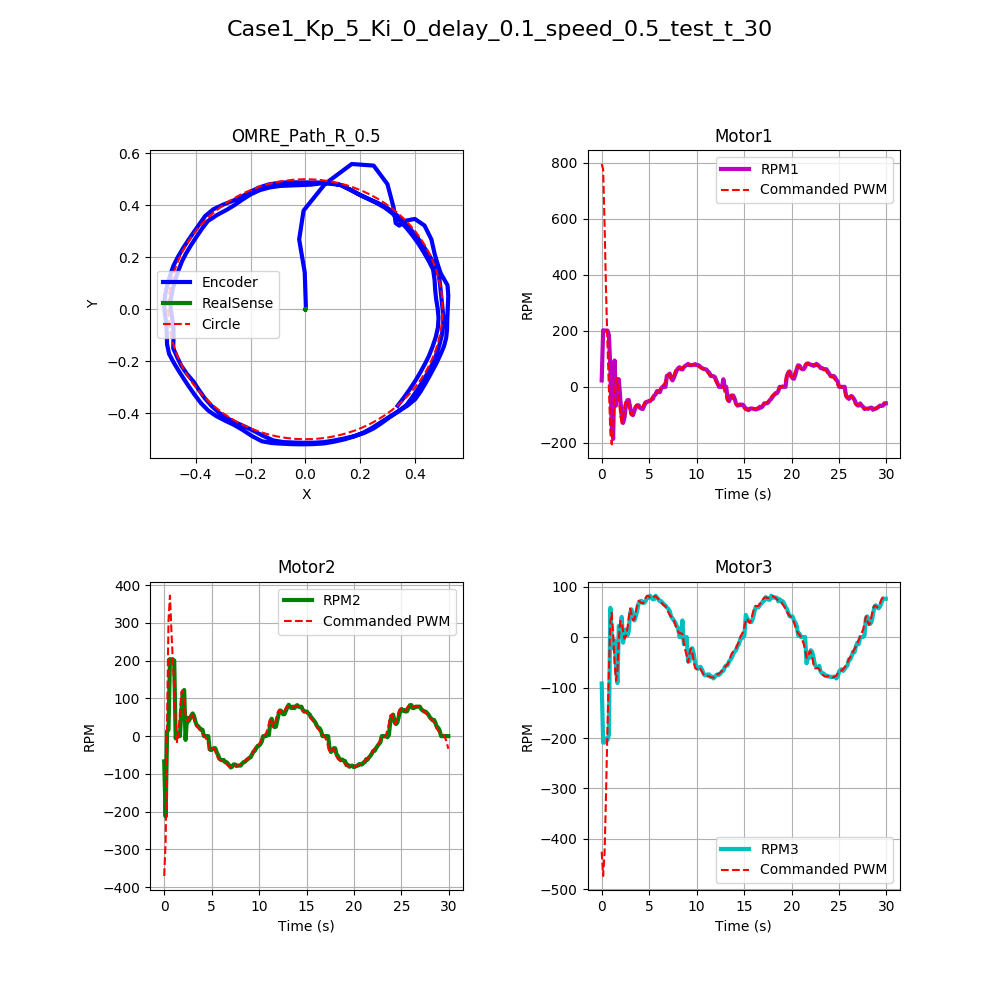 Case1_Kp_5_Ki_0_delay_0.1_speed_0.5_test_t_30
OMRE_Path_R_0.5
0.6
0.4
0.2
0.0
−0.2
−0.4
Y
Encoder
RealSense
Circle
−0.4 −0.2 0.0 0.2 0.4
X
Motor1
800
600
400
200
0
−200
RPM
RPM1
Commanded PWM
0 5 10 15 20 25 30
Time (s)
Motor2
400
300
200
100
0
−100
−200
−300
−400
RPM
RPM2
Commanded PWM
0 5 10 15 20 25 30
Time (s)
Motor3
100
0
−100
−200
−300
−400
−500
RPM
RPM3
Commanded PWM
0 5 10 15 20 25 30
Time (s)